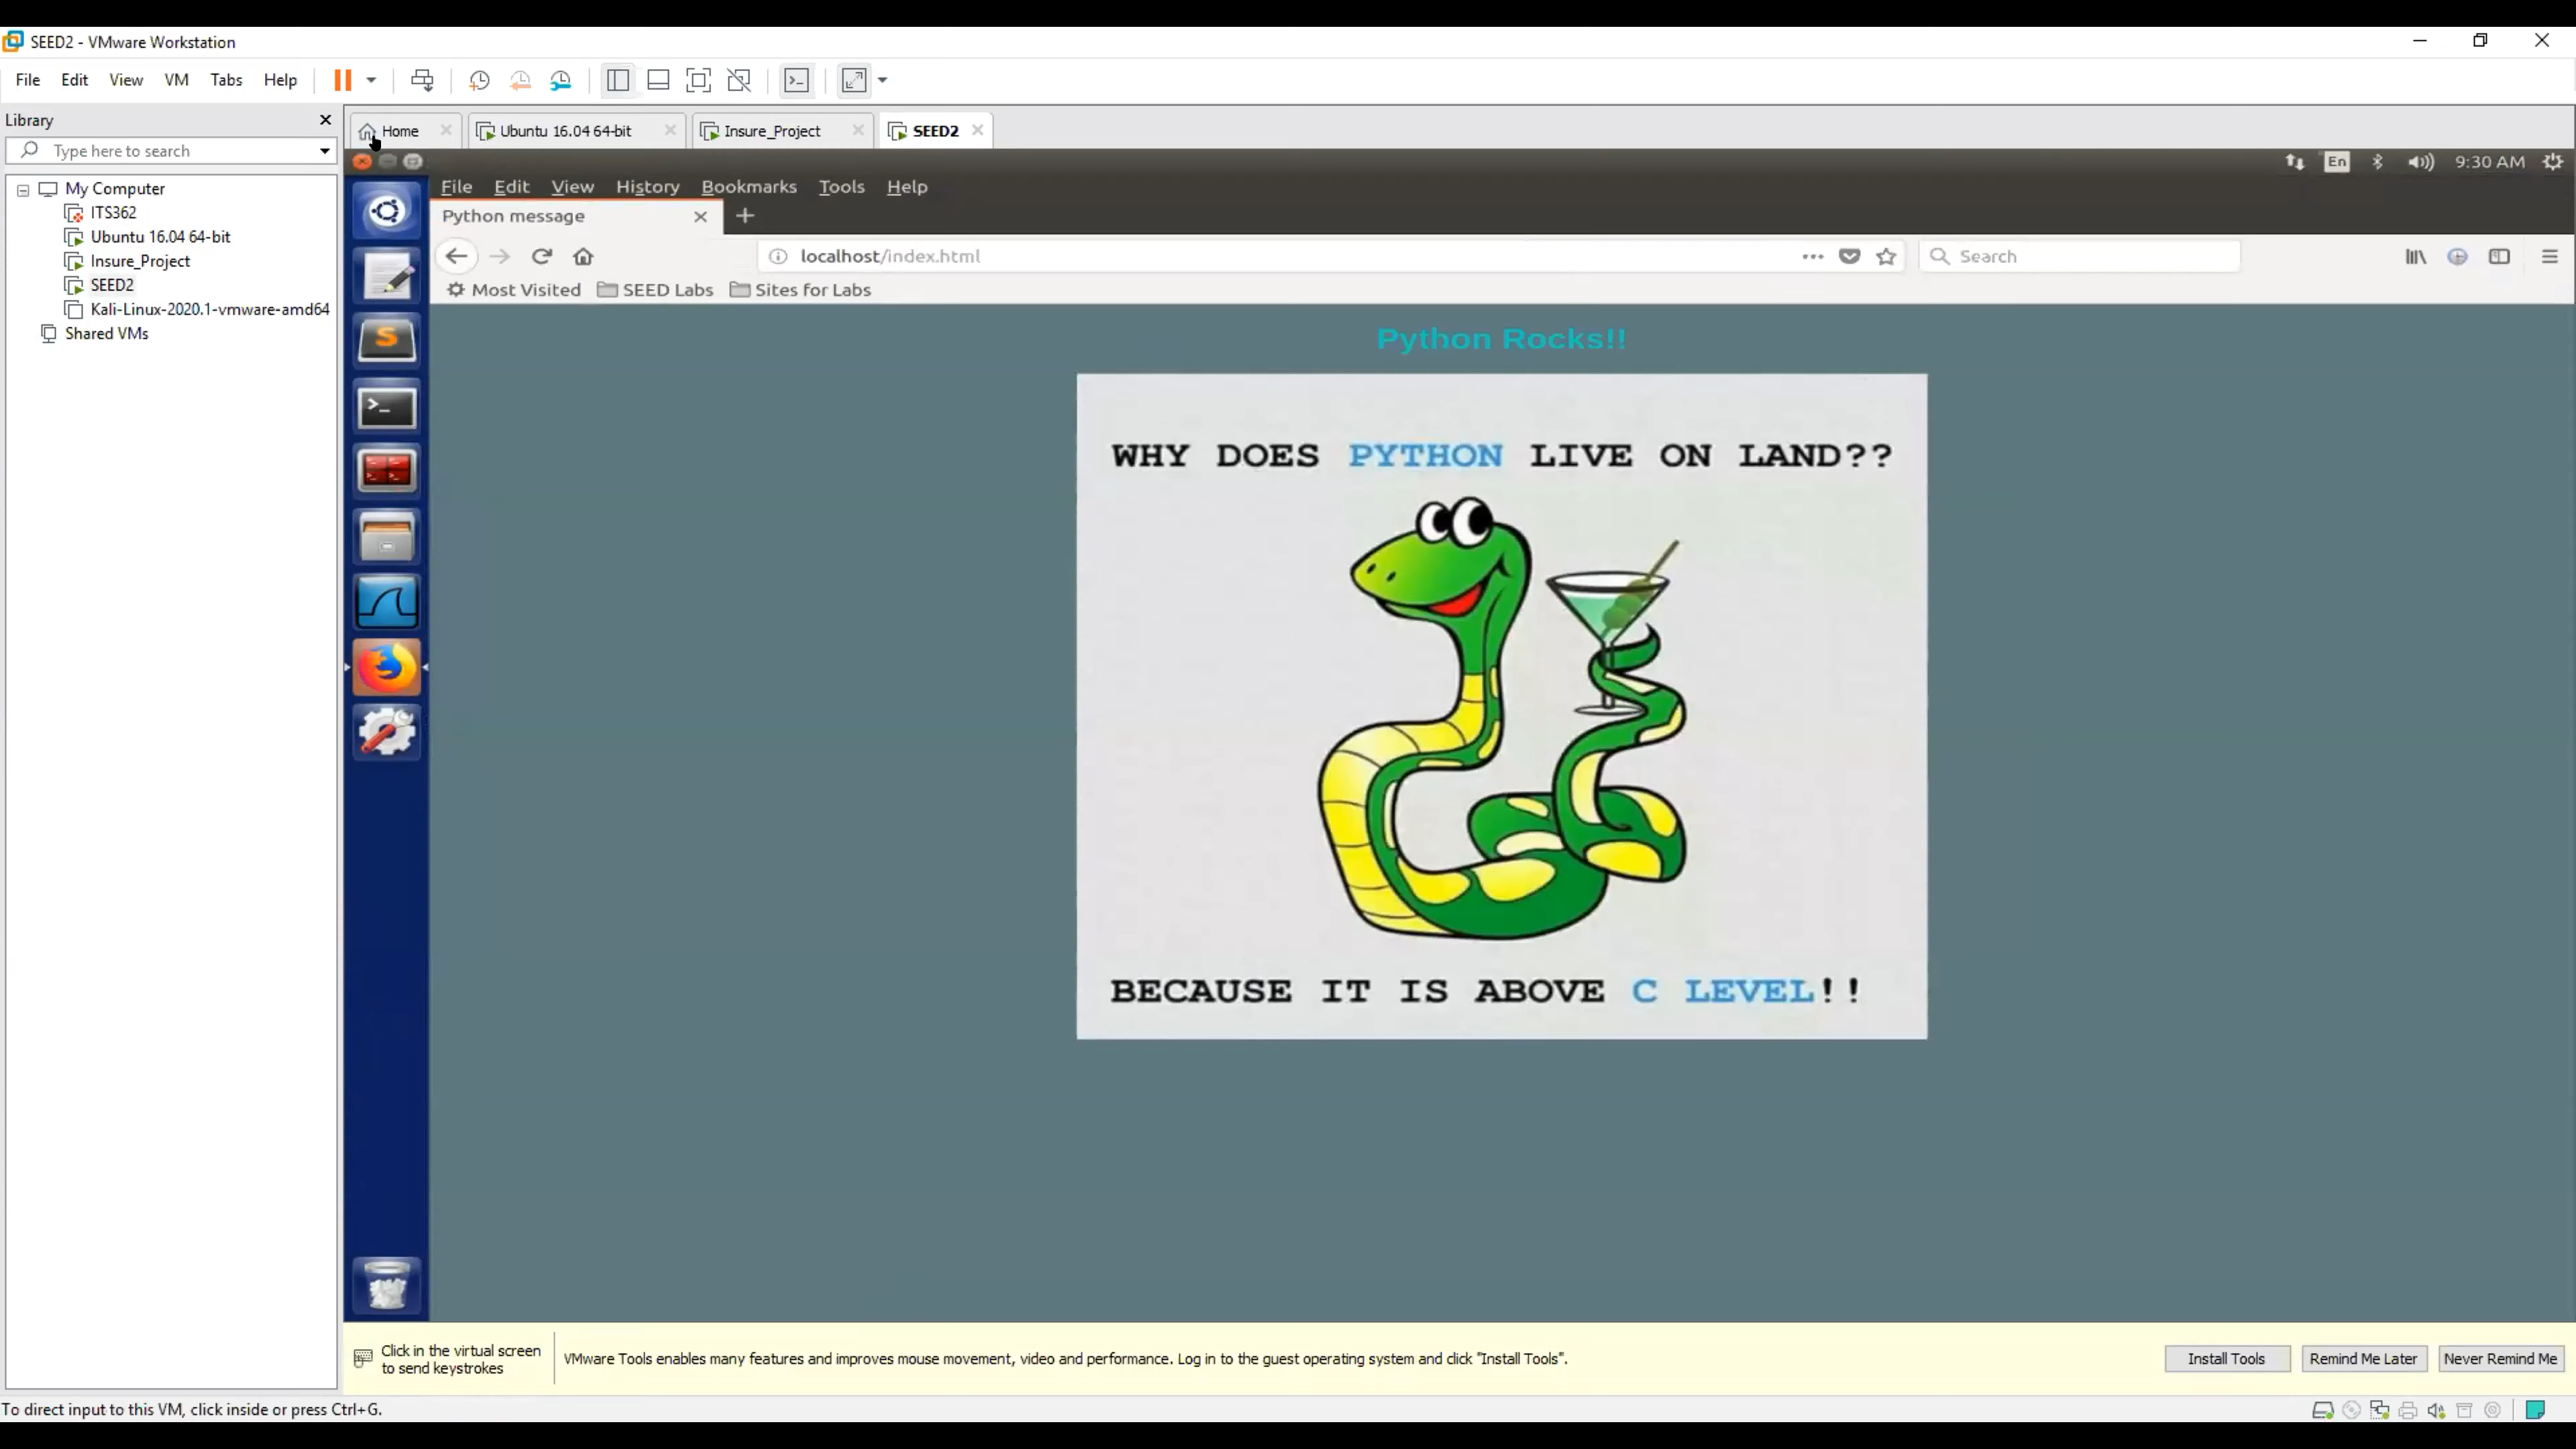 SEED2 - VMware Workstation
File Edit View VM Tabs Help
Library
Type here to search
My Computer
ITS362
Ubuntu 16.04 64-bit
Insure_Project
SEED2
Kali-Linux-2020.1-vmware-amd64
Shared VMs
Home Ubuntu 16.04 64-bit Insure_Project SEED2
En 9:30 AM
File Edit View History Bookmarks Tools Help
Python message
localhost/index.html
Search
Most Visited SEED Labs Sites for Labs
Python Rocks!!
WHY DOES PYTHON LIVE ON LAND??
BECAUSE IT IS ABOVE C LEVEL!!
Click in the virtual screen
to send keystrokes
VMware Tools enables many features and improves mouse movement, video and performance. Log in to the guest operating system and click "Install Tools".
Install Tools Remind Me Later Never Remind Me
To direct input to this VM, click inside or press Ctrl+G.